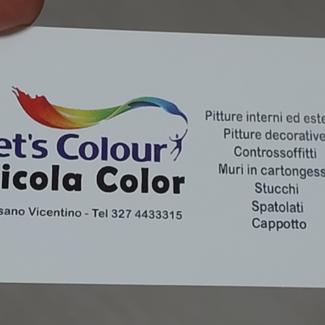 et's Colour
icola Color
sano Vicentino - Tel 327 4433315
Pitture interni ed este
Pitture decorative
Controssoffitti
Muri in cartongess
Stucchi
Spatolati
Cappotto